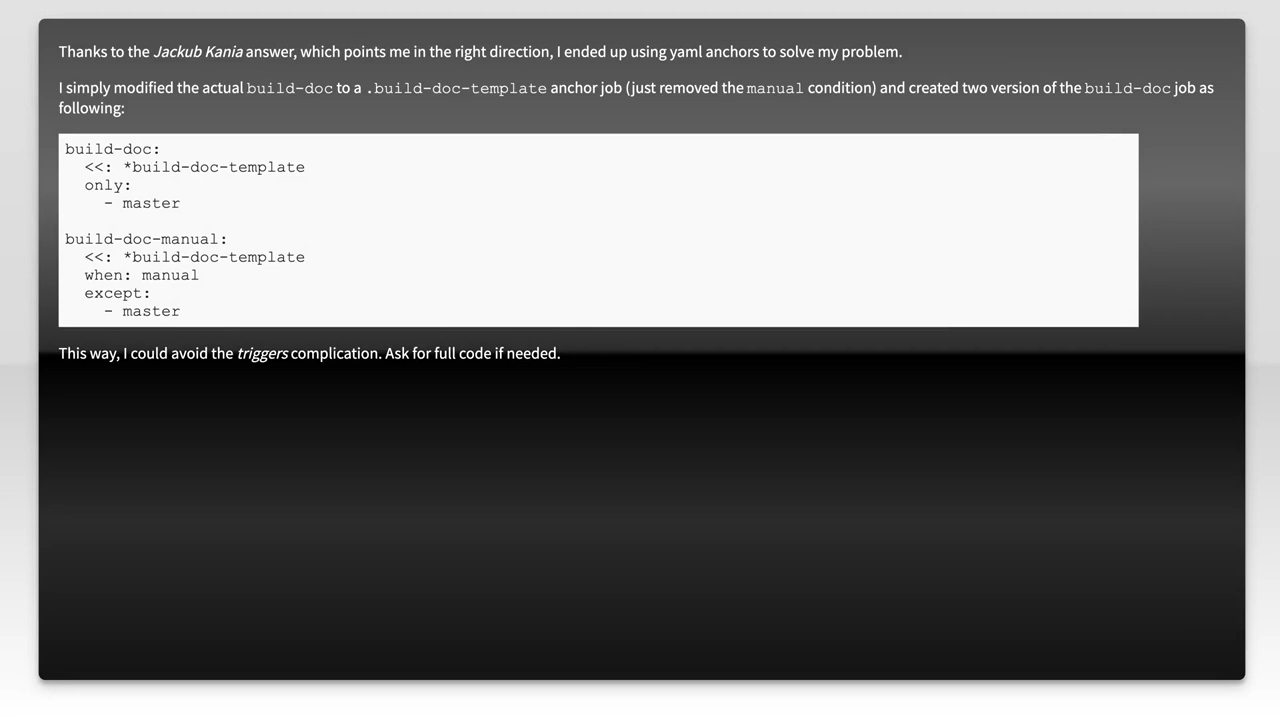 Thanks to the Jackub Kania answer, which points me in the right direction, I ended up using yaml anchors to solve my problem.
I simply modified the actual build-doc to a .build-doc-template anchor job (just removed the manual condition) and created two version of the build-doc job as
following:
build-doc:
  <<: *build-doc-template
  only:
    - master

build-doc-manual:
  <<: *build-doc-template
  when: manual
  except:
    - master
This way, I could avoid the triggers complication. Ask for full code if needed.